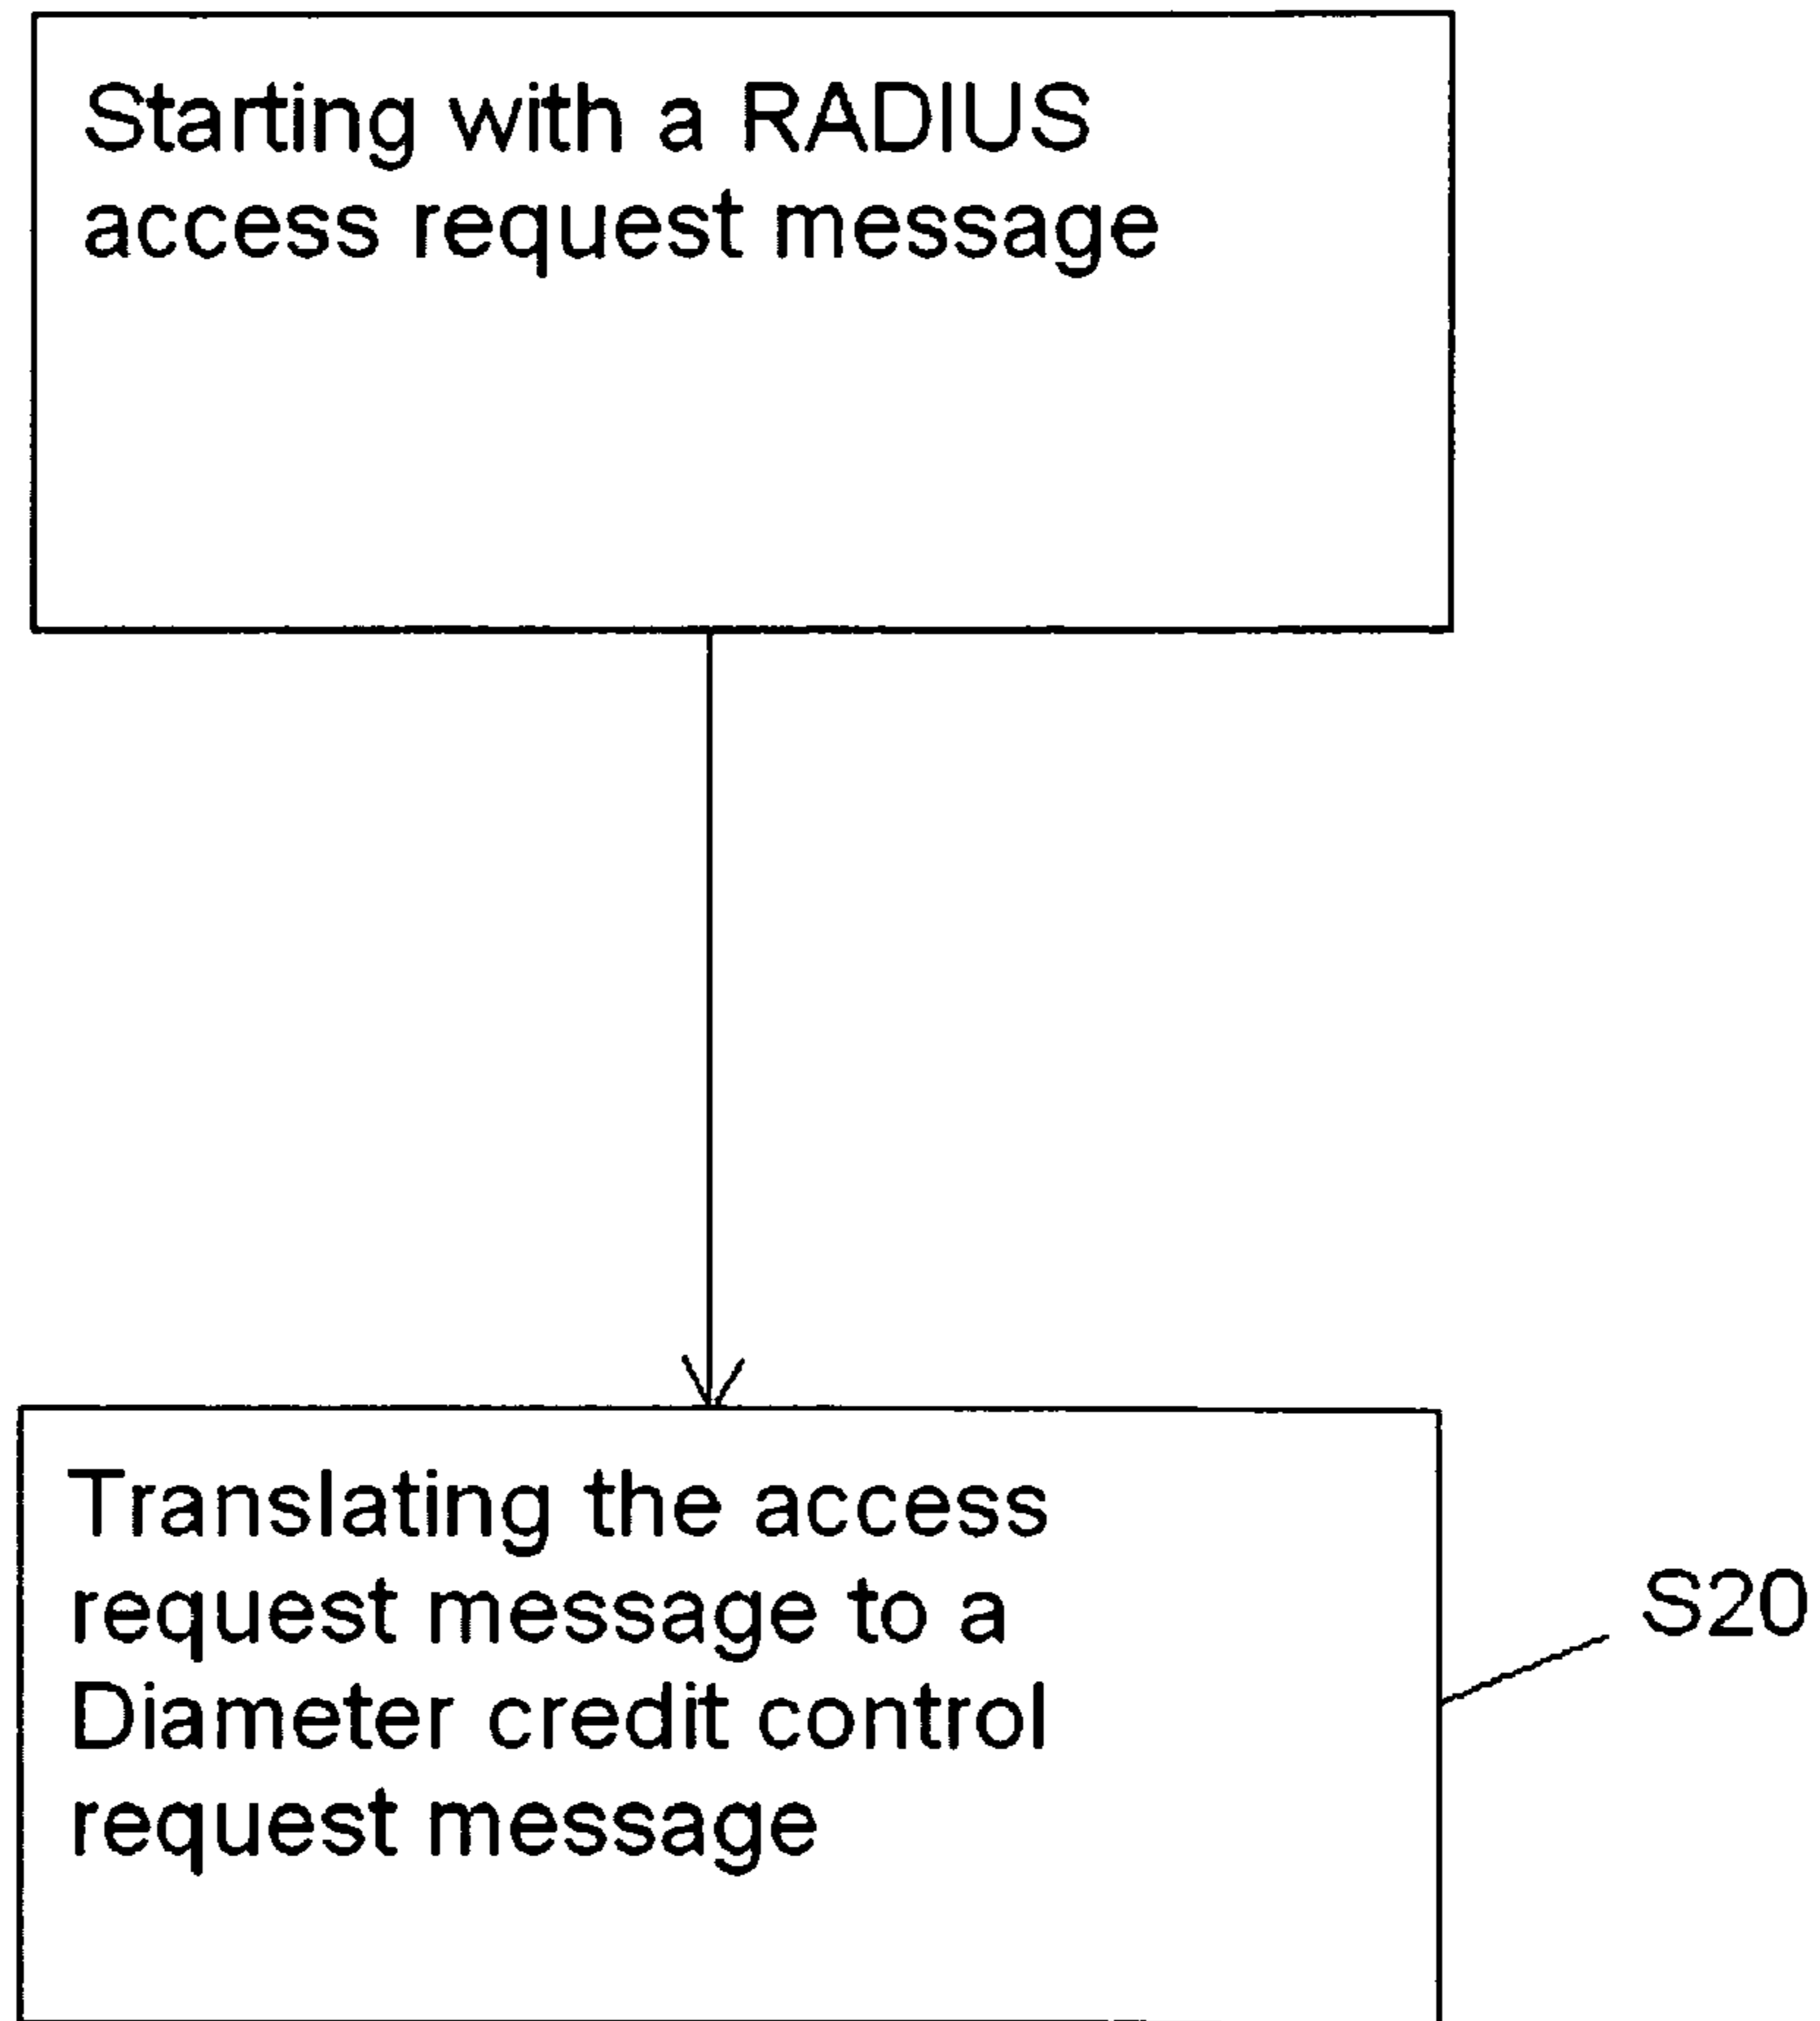 Starting with a RADIUS
access request message
Translating the access
request message to a
Diameter credit control
request message
S20